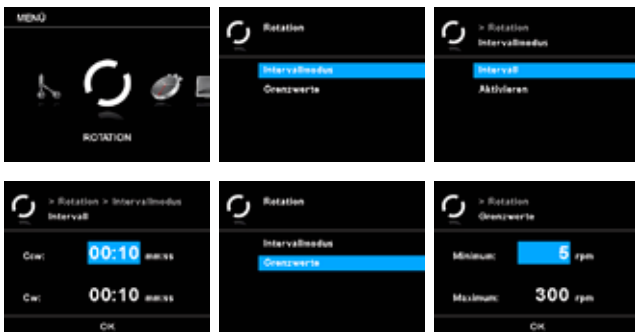 MENÜ
ROTATION
Rotation
Intervallmodus
Grenzwerte
> Rotation
Intervallmodus
Intervall
Aktivieren
> Rotation > Intervallmodus
Intervall
Ccw: 00:10 mm:ss
Cw: 00:10 mm:ss
OK
Rotation
Intervallmodus
Grenzwerte
> Rotation
Grenzwerte
Minimum: 5 rpm
Maximum: 300 rpm
OK